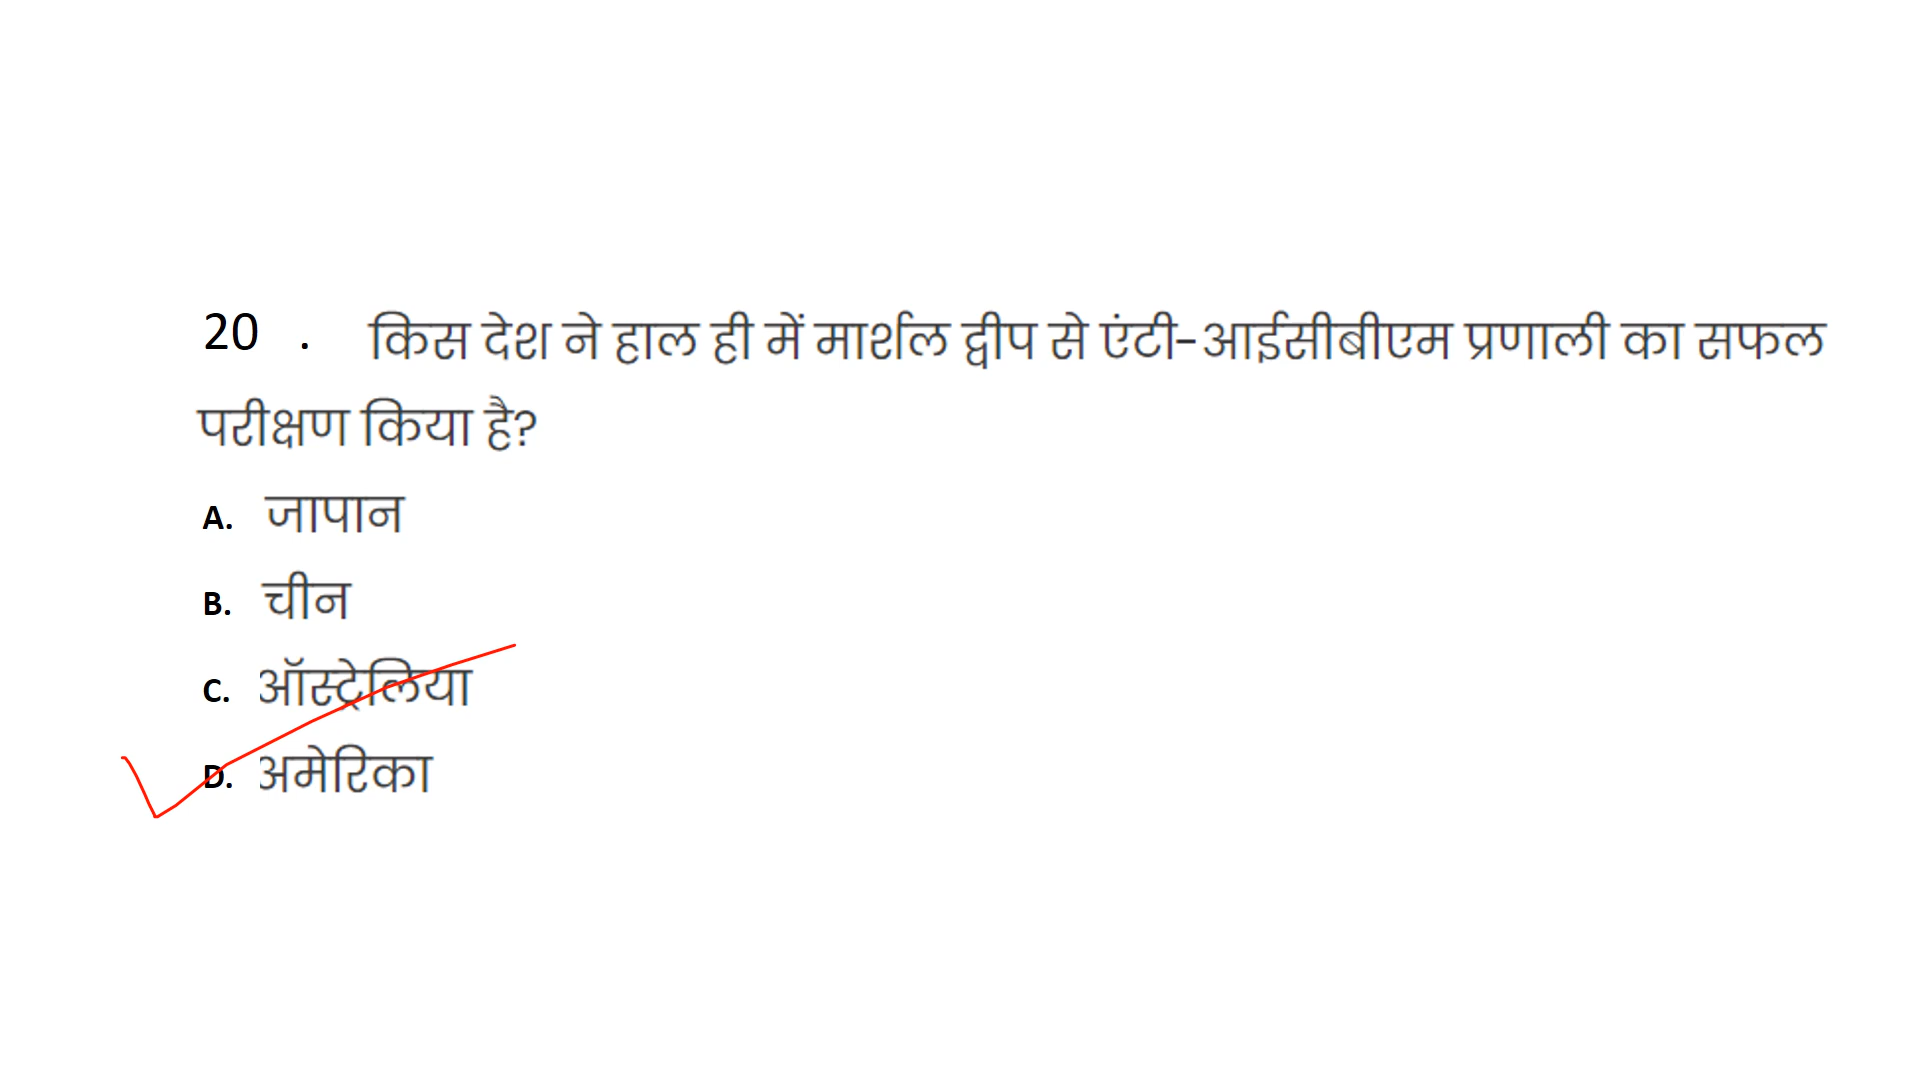 20 . किस देश ने हाल ही में मार्शल द्वीप से एंटी-आईसीबीएम प्रणाली का सफल
परीक्षण किया है?
A. जापान
B. चीन
C. ऑस्ट्रेलिया
D. अमेरिका